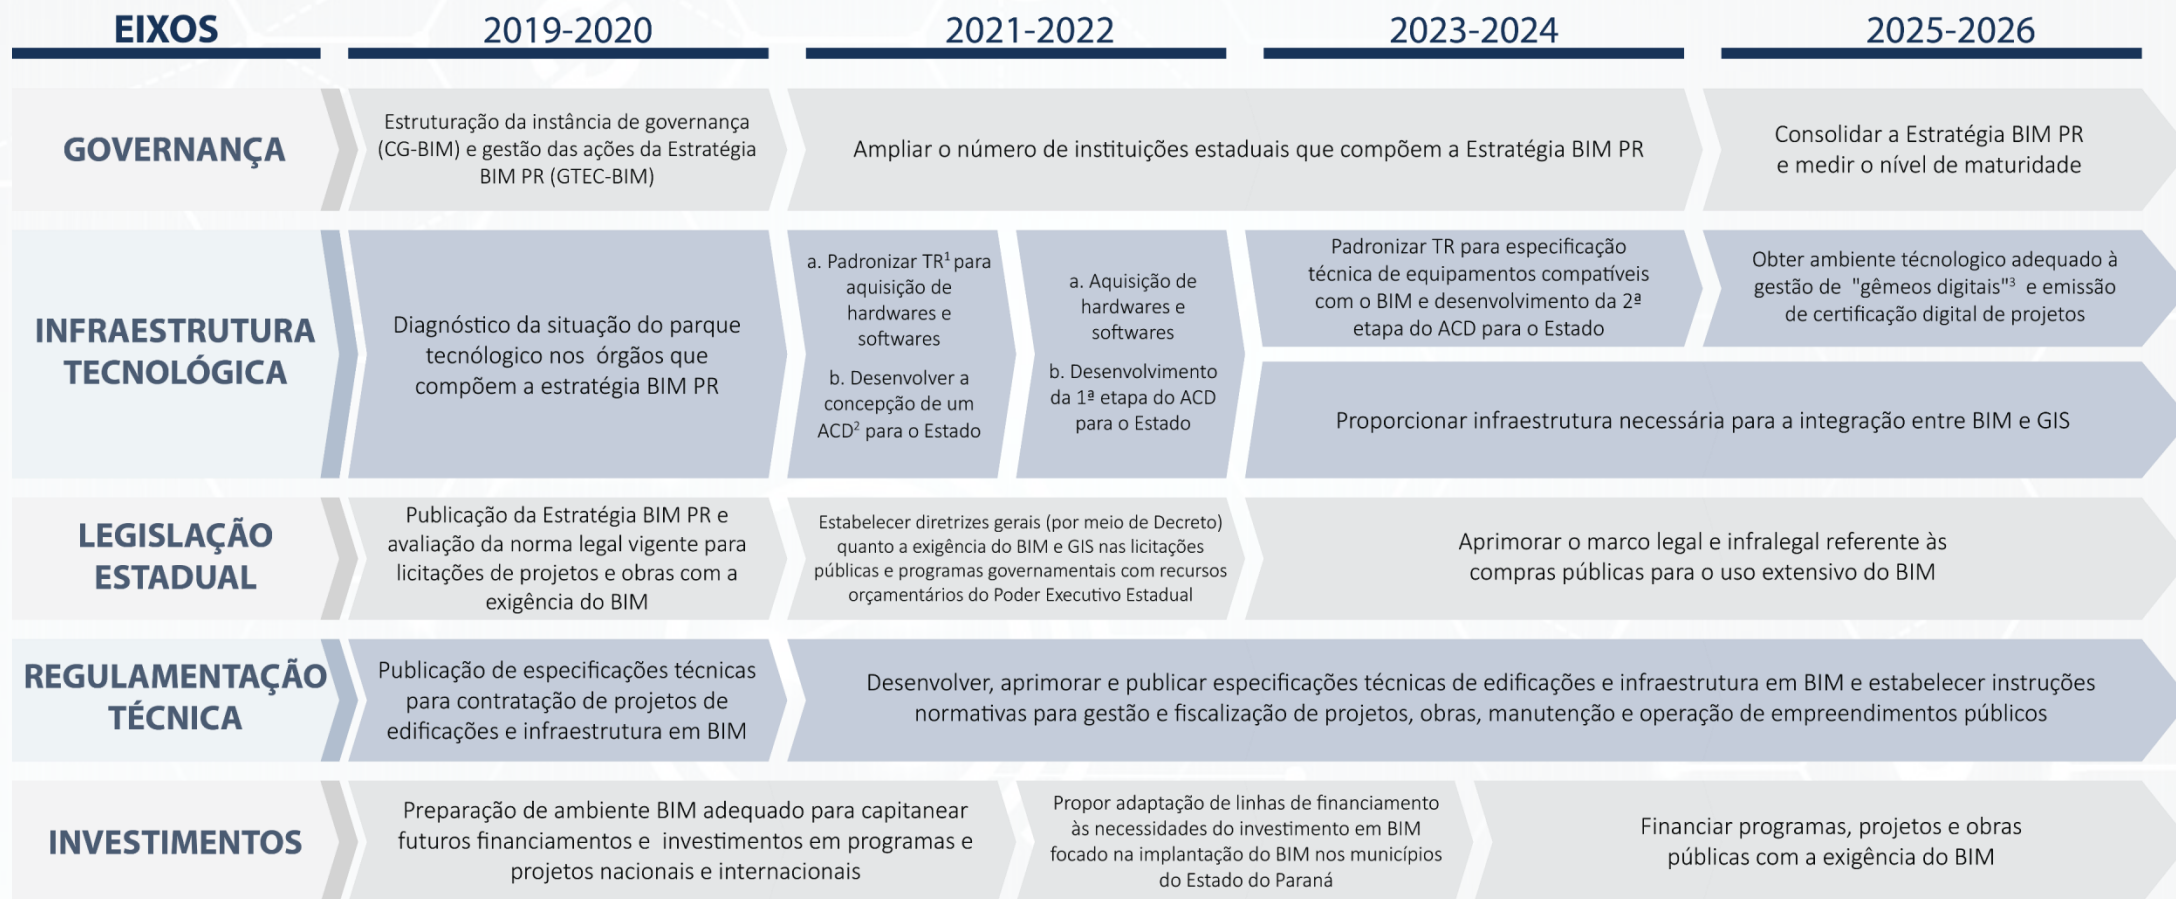 EIXOS
2019-2020
2021-2022
2023-2024
2025-2026
GOVERNANÇA
Estruturação da instância de governança
(CG-BIM) e gestão das ações da Estratégia
BIM PR (GTEC-BIM)
Ampliar o número de instituições estaduais que compõem a Estratégia BIM PR
Consolidar a Estratégia BIM PR
e medir o nível de maturidade
INFRAESTRUTURA
TECNOLÓGICA
Diagnóstico da situação do parque
tecnólogico nos órgãos que
compõem a estratégia BIM PR
a. Padronizar TR¹ para
aquisição de
hardwares e
softwares
b. Desenvolver a
concepção de um
ACD² para o Estado
a. Aquisição de
hardwares e
softwares
b. Desenvolvimento
da 1ª etapa do ACD
para o Estado
Padronizar TR para especificação
técnica de equipamentos compatíveis
com o BIM e desenvolvimento da 2ª
etapa do ACD para o Estado
Obter ambiente técnologico adequado à
gestão de "gêmeos digitais"³ e emissão
de certificação digital de projetos
Proporcionar infraestrutura necessária para a integração entre BIM e GIS
LEGISLAÇÃO
ESTADUAL
Publicação da Estratégia BIM PR e
avaliação da norma legal vigente para
licitações de projetos e obras com a
exigência do BIM
Estabelecer diretrizes gerais (por meio de Decreto)
quanto a exigência do BIM e GIS nas licitações
públicas e programas governamentais com recursos
orçamentários do Poder Executivo Estadual
Aprimorar o marco legal e infralegal referente às
compras públicas para o uso extensivo do BIM
REGULAMENTAÇÃO
TÉCNICA
Publicação de especificações técnicas
para contratação de projetos de
edificações e infraestrutura em BIM
Desenvolver, aprimorar e publicar especificações técnicas de edificações e infraestrutura em BIM e estabelecer instruções
normativas para gestão e fiscalização de projetos, obras, manutenção e operação de empreendimentos públicos
INVESTIMENTOS
Preparação de ambiente BIM adequado para capitanear
futuros financiamentos e investimentos em programas e
projetos nacionais e internacionais
Propor adaptação de linhas de financiamento
às necessidades do investimento em BIM
focado na implantação do BIM nos municípios
do Estado do Paraná
Financiar programas, projetos e obras
públicas com a exigência do BIM